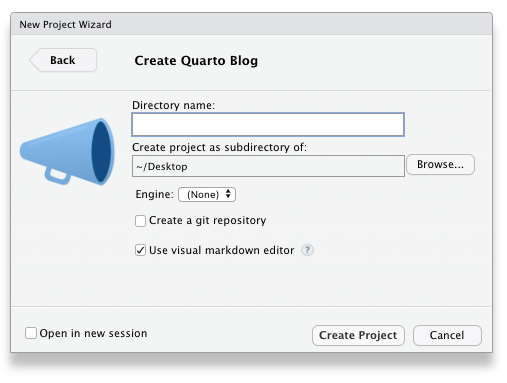 New Project Wizard
Back
Create Quarto Blog
Directory name:
Create project as subdirectory of:
~/Desktop
Browse...
Engine: (None)
Create a git repository
Use visual markdown editor ?
Open in new session
Create Project
Cancel